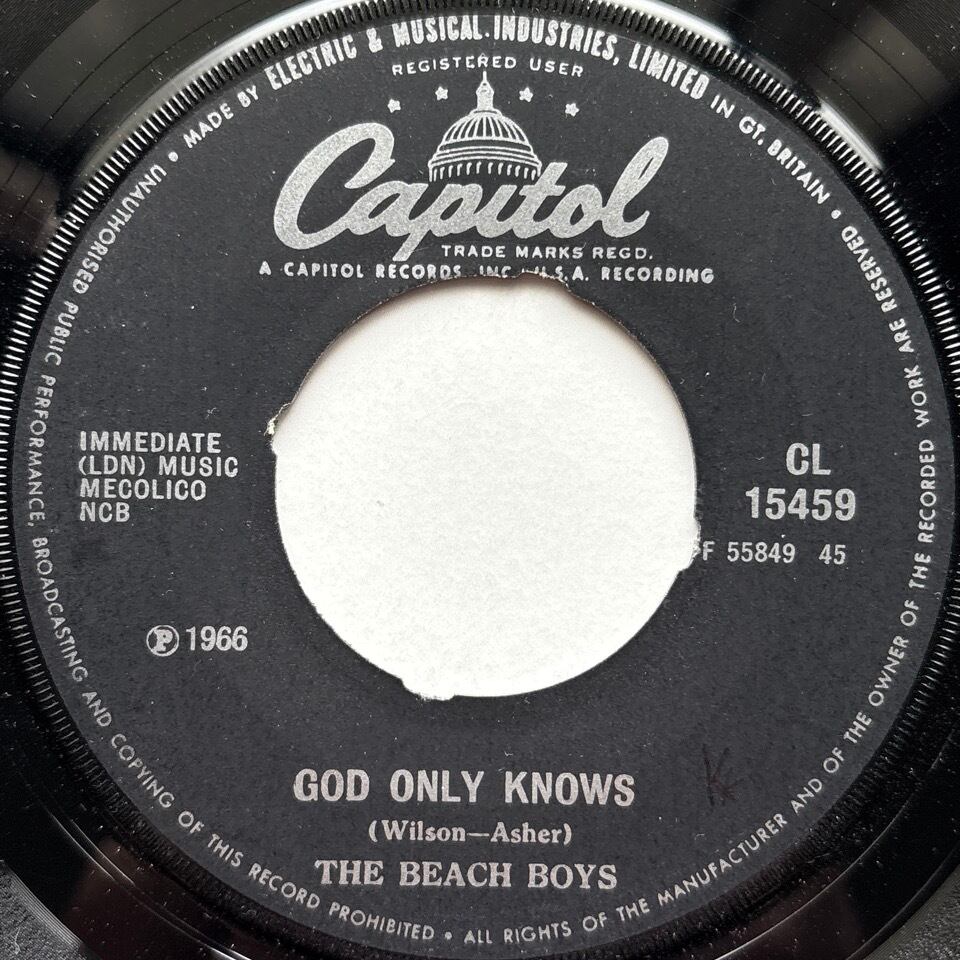 MADE BY ELECTRIC & MUSICAL INDUSTRIES, LIMITED IN GT. BRITAIN •
REGISTERED USER
Capitol
TRADE MARKS REGD.
A CAPITOL RECORDS, INC., U.S.A. RECORDING
IMMEDIATE
(LDN) MUSIC
MECOLICO
NCB
CL
15459
F 55849 45
Ⓟ 1966
GOD ONLY KNOWS
(Wilson—Asher)
THE BEACH BOYS
K
• UNAUTHORISED PUBLIC PERFORMANCE, BROADCASTING AND COPYING OF THIS RECORD PROHIBITED • ALL RIGHTS OF THE MANUFACTURER AND OF THE OWNER OF THE RECORDED WORK ARE RESERVED •